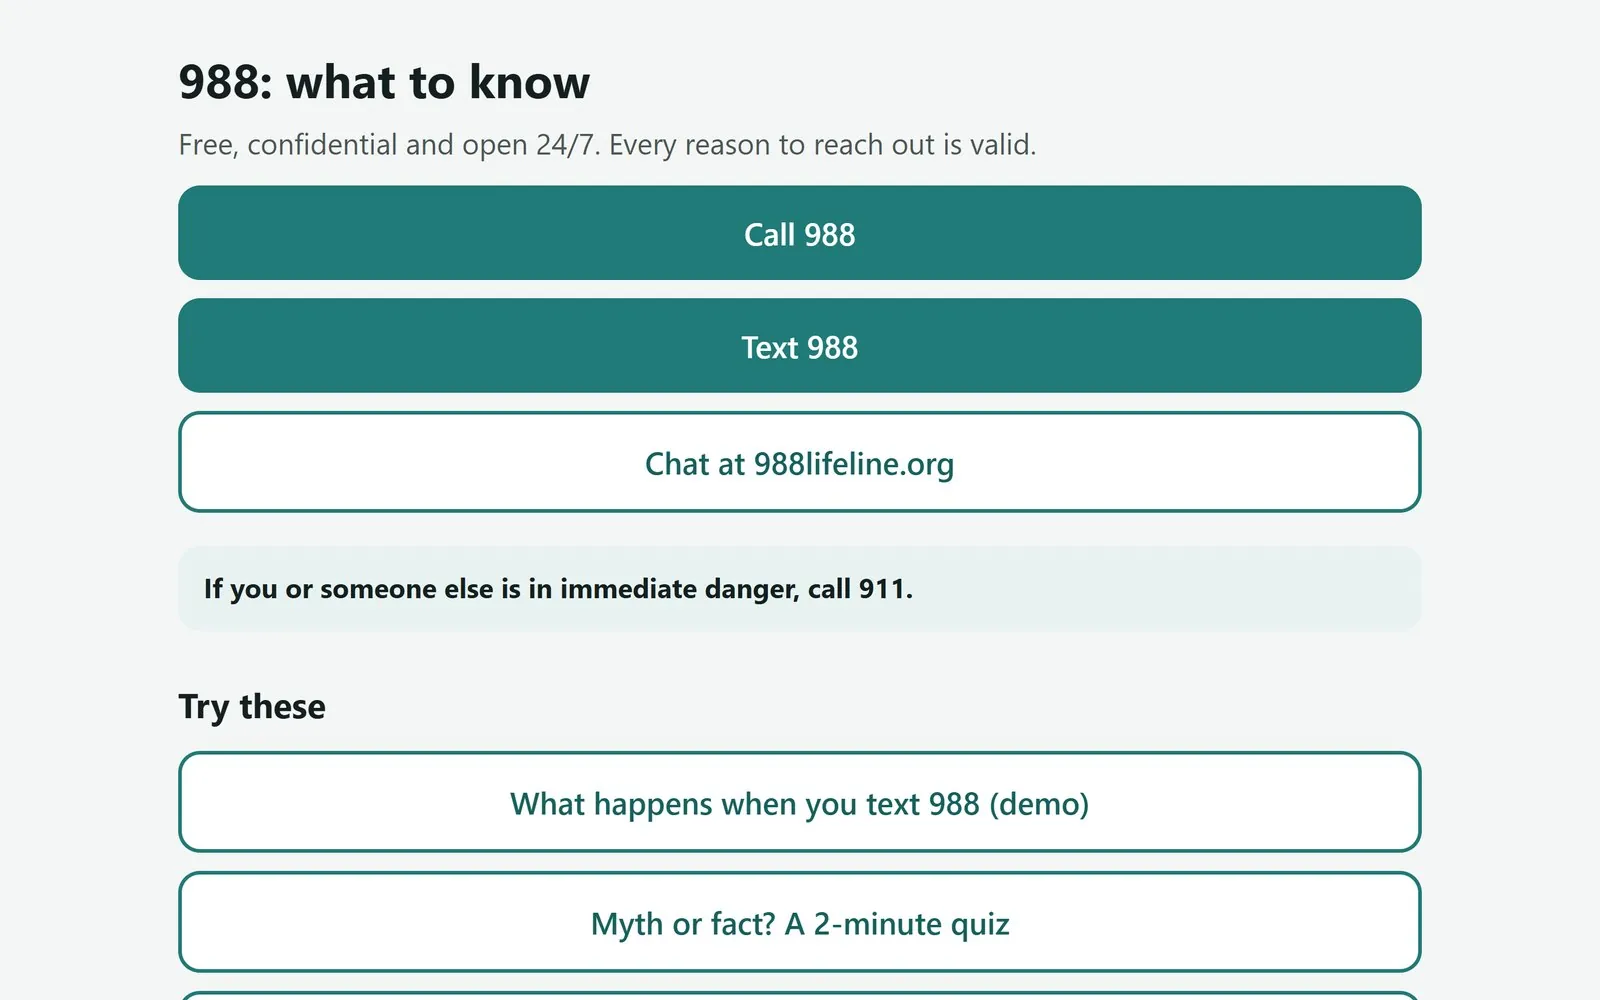 988: what to know
Free, confidential and open 24/7. Every reason to reach out is valid.
Call 988
Text 988
Chat at 988lifeline.org
If you or someone else is in immediate danger, call 911.
Try these
What happens when you text 988 (demo)
Myth or fact? A 2-minute quiz